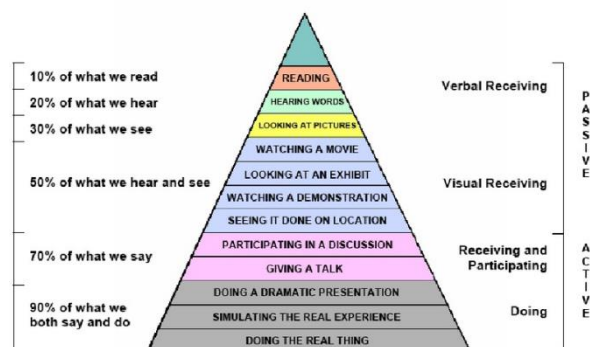 10% of what we read
READING
Verbal Receiving
20% of what we hear
HEARING WORDS
30% of what we see
LOOKING AT PICTURES
WATCHING A MOVIE
50% of what we hear and see
LOOKING AT AN EXHIBIT
Visual Receiving
WATCHING A DEMONSTRATION
SEEING IT DONE ON LOCATION
PASSIVE
70% of what we say
PARTICIPATING IN A DISCUSSION
GIVING A TALK
Receiving and
Participating
90% of what we
both say and do
DOING A DRAMATIC PRESENTATION
SIMULATING THE REAL EXPERIENCE
DOING THE REAL THING
Doing
ACTIVE